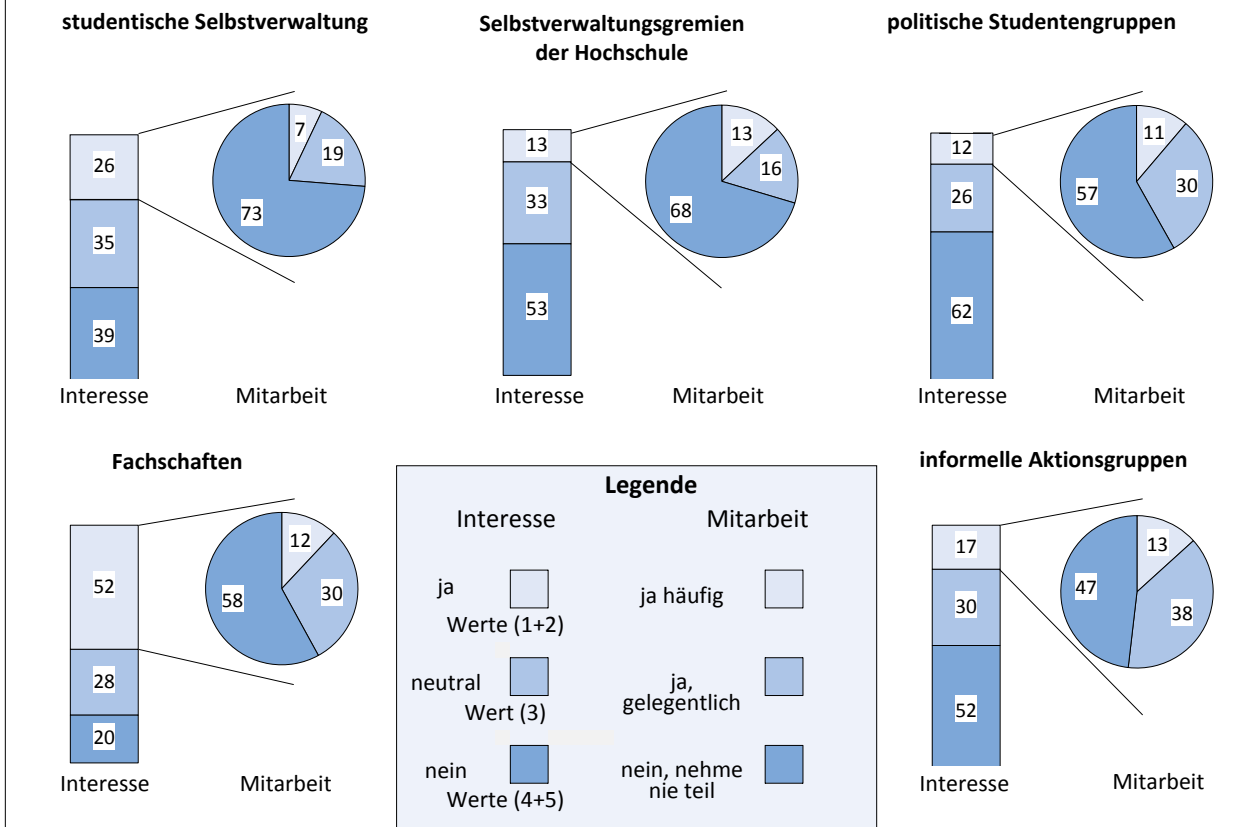 studentische Selbstverwaltung
26
35
39
7
19
73
Interesse
Mitarbeit
Selbstverwaltungsgremien
der Hochschule
13
33
53
13
16
68
Interesse
Mitarbeit
politische Studentengruppen
12
26
62
11
30
57
Interesse
Mitarbeit
Fachschaften
52
28
20
12
30
58
Interesse
Mitarbeit
Legende
Interesse
Mitarbeit
ja
Werte (1+2)
ja häufig
neutral
Wert (3)
ja,
gelegentlich
nein
Werte (4+5)
nein, nehme
nie teil
informelle Aktionsgruppen
17
30
52
13
38
47
Interesse
Mitarbeit